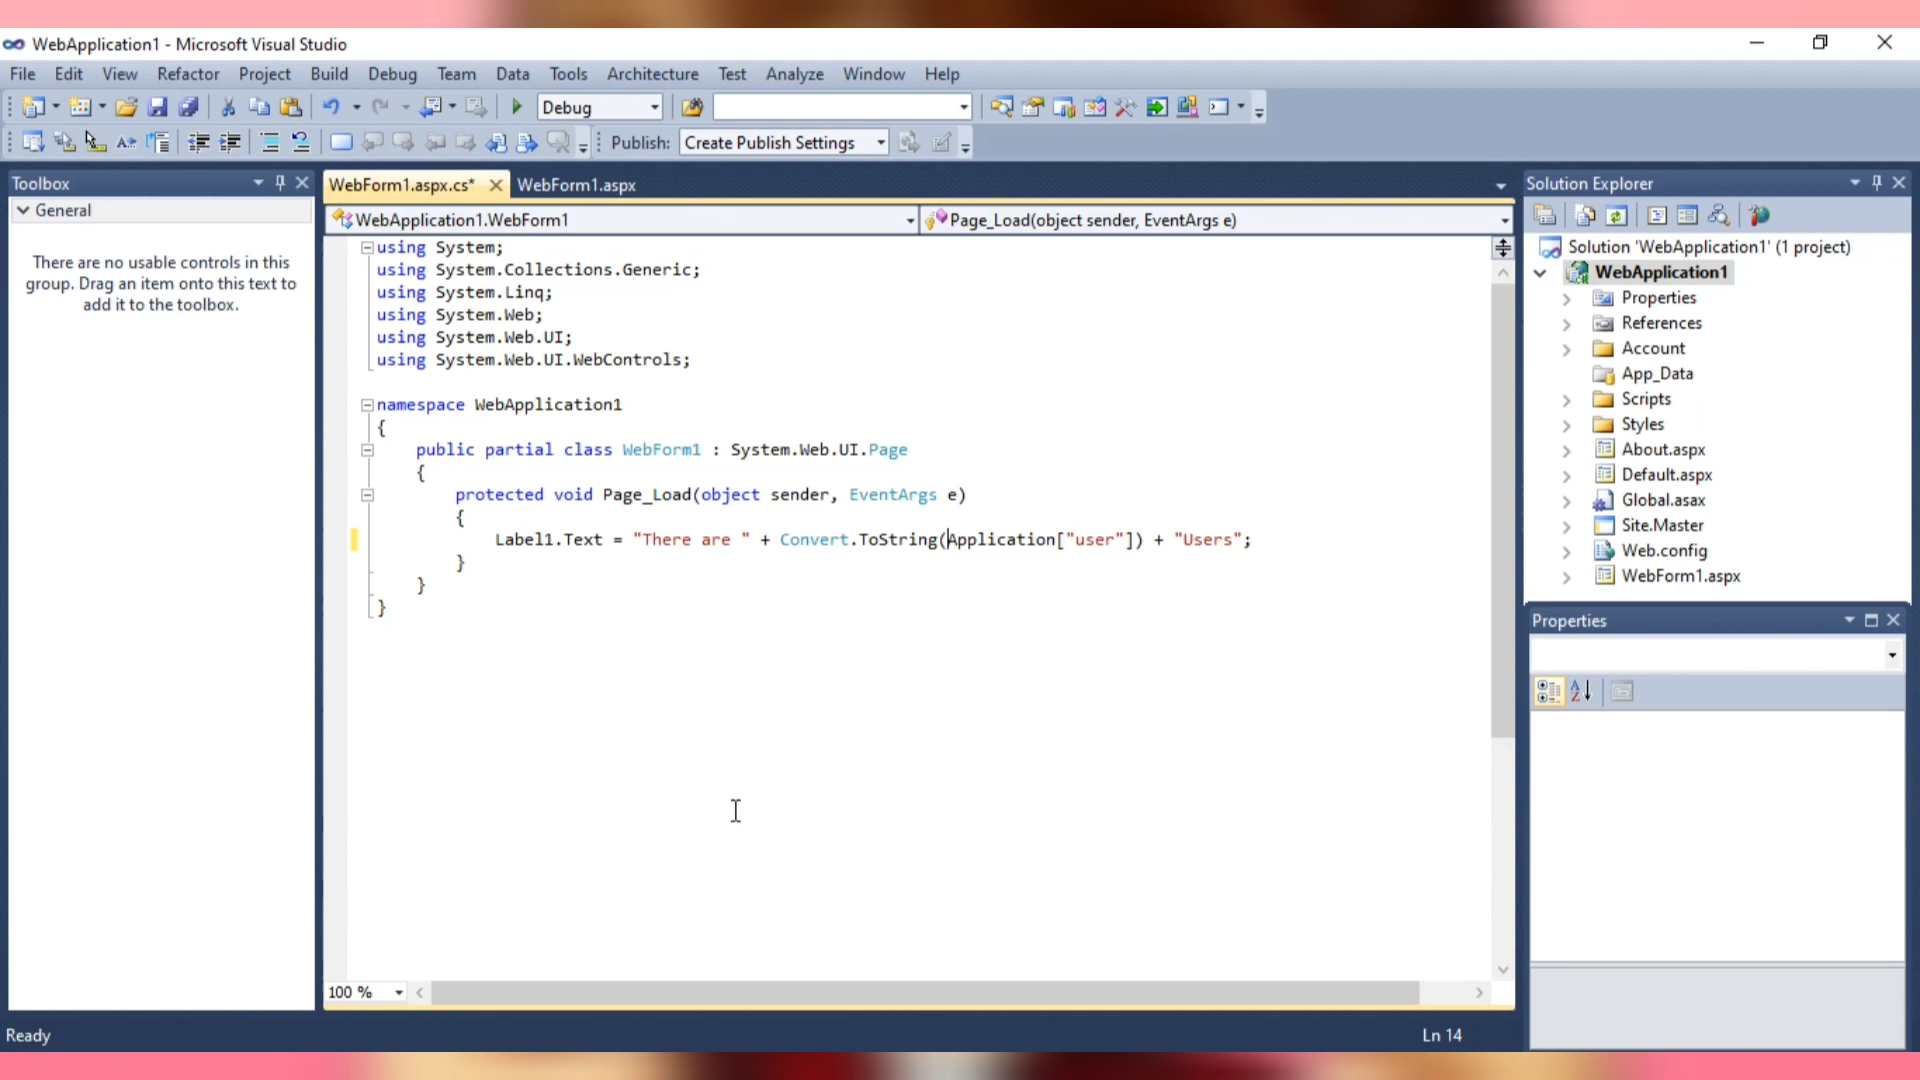 WebApplication1 - Microsoft Visual Studio
File Edit View Refactor Project Build Debug Team Data Tools Architecture Test Analyze Window Help
Debug
Publish: Create Publish Settings
Toolbox
General
There are no usable controls in this
group. Drag an item onto this text to
add it to the toolbox.
WebForm1.aspx.cs* WebForm1.aspx
WebApplication1.WebForm1 Page_Load(object sender, EventArgs e)
using System;
using System.Collections.Generic;
using System.Linq;
using System.Web;
using System.Web.UI;
using System.Web.UI.WebControls;
namespace WebApplication1
{
public partial class WebForm1 : System.Web.UI.Page
{
protected void Page_Load(object sender, EventArgs e)
{
Label1.Text = "There are " + Convert.ToString(Application["user"]) + "Users";
}
}
}
100 %
Solution Explorer
Solution 'WebApplication1' (1 project)
WebApplication1
Properties
References
Account
App_Data
Scripts
Styles
About.aspx
Default.aspx
Global.asax
Site.Master
Web.config
WebForm1.aspx
Properties
Ready
Ln 14